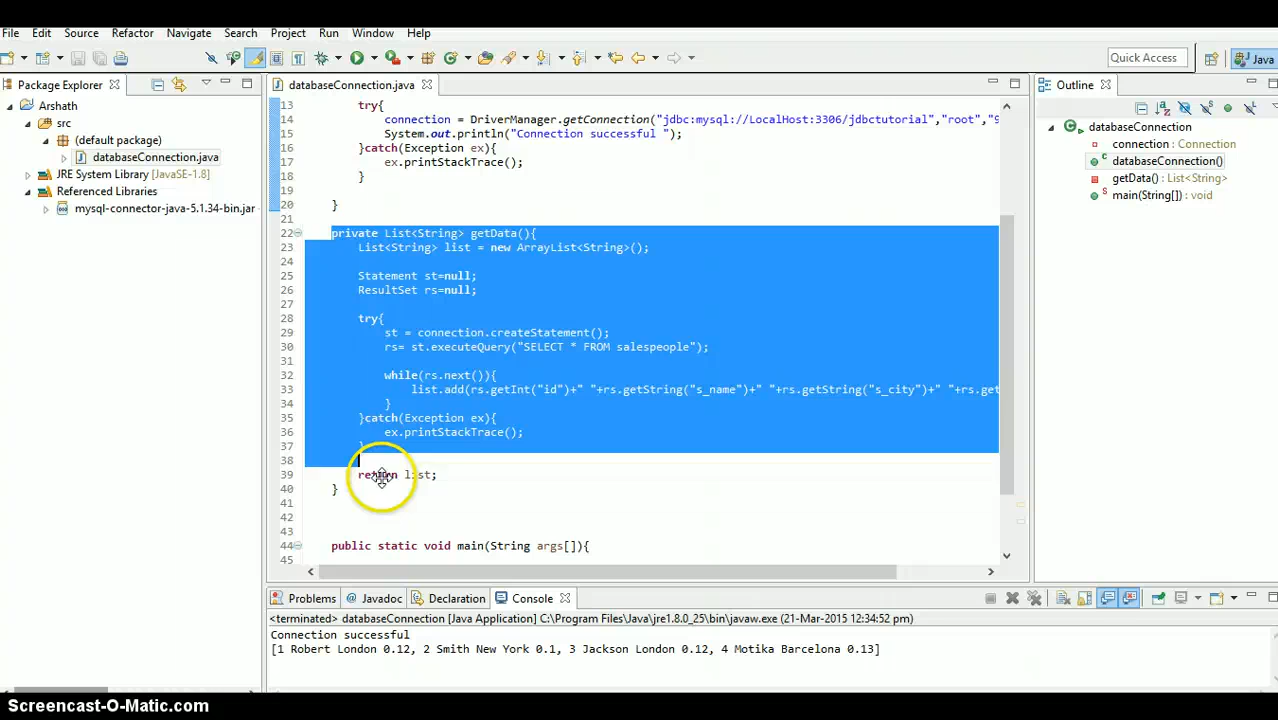 File Edit Source Refactor Navigate Search Project Run Window Help
Quick Access Java
Package Explorer
Arshath
src
(default package)
databaseConnection.java
JRE System Library [JavaSE-1.8]
Referenced Libraries
mysql-connector-java-5.1.34-bin.jar
databaseConnection.java
13 try{
14 connection = DriverManager.getConnection("jdbc:mysql://LocalHost:3306/jdbctutorial","root","9
15 System.out.println("Connection successful ");
16 }catch(Exception ex){
17 ex.printStackTrace();
18 }
19
20 }
21
22 private List<String> getData(){
23 List<String> list = new ArrayList<String>();
24
25 Statement st=null;
26 ResultSet rs=null;
27
28 try{
29 st = connection.createStatement();
30 rs= st.executeQuery("SELECT * FROM salespeople");
31
32 while(rs.next()){
33 list.add(rs.getInt("id")+" "+rs.getString("s_name")+" "+rs.getString("s_city")+" "+rs.get
34 }
35 }catch(Exception ex){
36 ex.printStackTrace();
37 }
38
39 return list;
40 }
41
42
43
44 public static void main(String args[]){
45
Outline
databaseConnection
connection : Connection
databaseConnection()
getData() : List<String>
main(String[]) : void
Problems Javadoc Declaration Console
<terminated> databaseConnection [Java Application] C:\Program Files\Java\jre1.8.0_25\bin\javaw.exe (21-Mar-2015 12:34:52 pm)
Connection successful
[1 Robert London 0.12, 2 Smith New York 0.1, 3 Jackson London 0.12, 4 Motika Barcelona 0.13]
Screencast-O-Matic.com